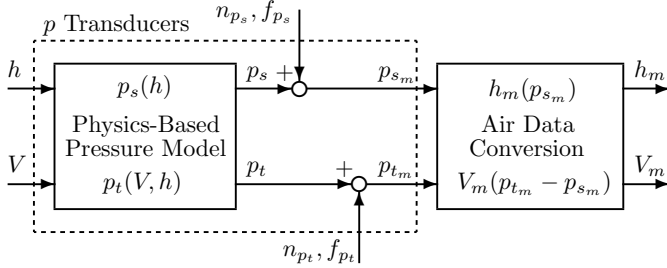 n_{p_s}, f_{p_s}
p Transducers
h
p_s(h)
p_s
+
p_{s_m}
h_m(p_{s_m})
h_m
Physics-Based
Pressure Model
Air Data
Conversion
V
p_t(V, h)
p_t
+
p_{t_m}
V_m(p_{t_m} − p_{s_m})
V_m
n_{p_t}, f_{p_t}